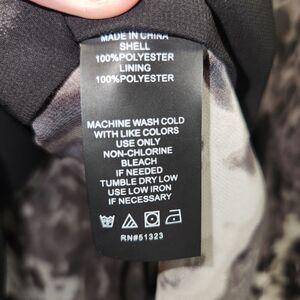 MADE IN CHINA
SHELL
100%POLYESTER
LINING
100%POLYESTER
MACHINE WASH COLD
WITH LIKE COLORS
USE ONLY
NON-CHLORINE
BLEACH
IF NEEDED
TUMBLE DRY LOW
USE LOW IRON
IF NECESSARY
RN#51323